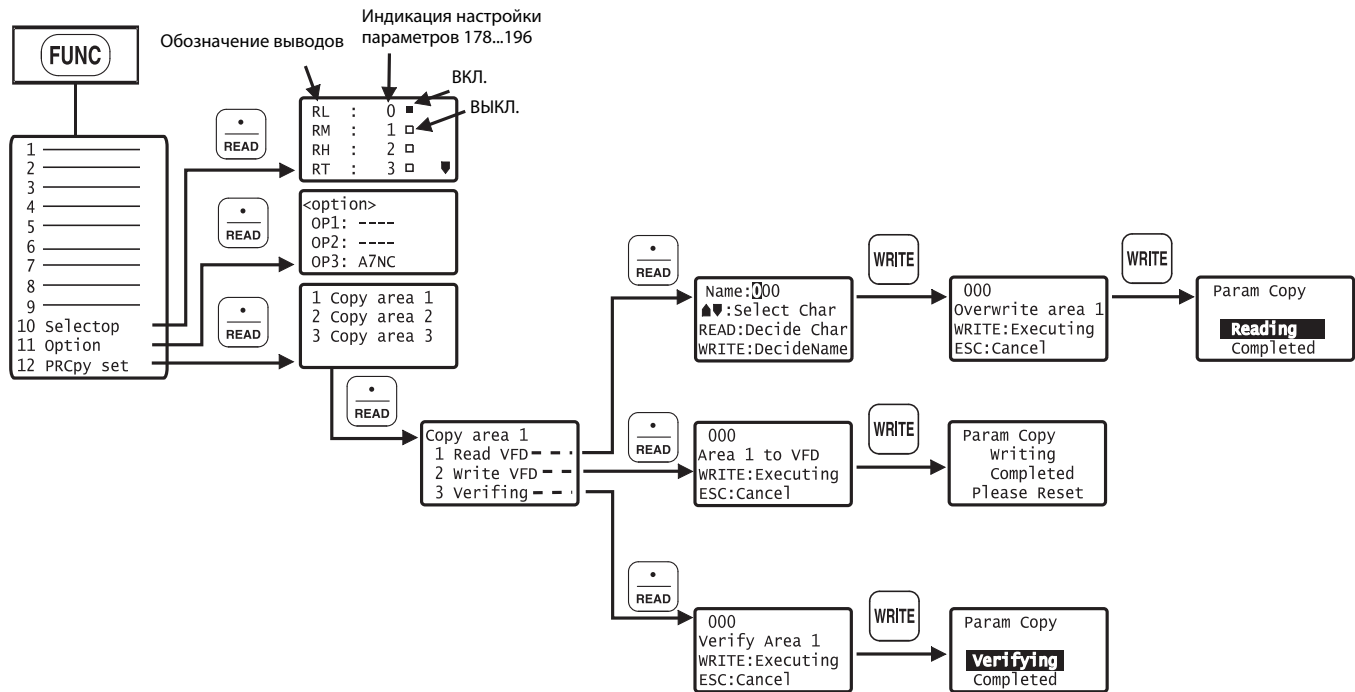 Обозначение выводов
Индикация настройки
параметров 178...196
ВКЛ.
ВЫКЛ.
FUNC
1
2
3
4
5
6
7
8
9
10 Selectop
11 Option
12 PRCpy set
•
READ
RL : 0
RM : 1
RH : 2
RT : 3
•
READ
<option>
OP1: ----
OP2: ----
OP3: A7NC
•
READ
1 Copy area 1
2 Copy area 2
3 Copy area 3
•
READ
Copy area 1
1 Read VFD
2 Write VFD
3 Verifing
•
READ
Name:000
:Select Char
READ:Decide Char
WRITE:DecideName
WRITE
000
Overwrite area 1
WRITE:Executing
ESC:Cancel
WRITE
Param Copy
Reading
Completed
•
READ
000
Area 1 to VFD
WRITE:Executing
ESC:Cancel
WRITE
Param Copy
Writing
Completed
Please Reset
•
READ
000
Verify Area 1
WRITE:Executing
ESC:Cancel
WRITE
Param Copy
Verifying
Completed